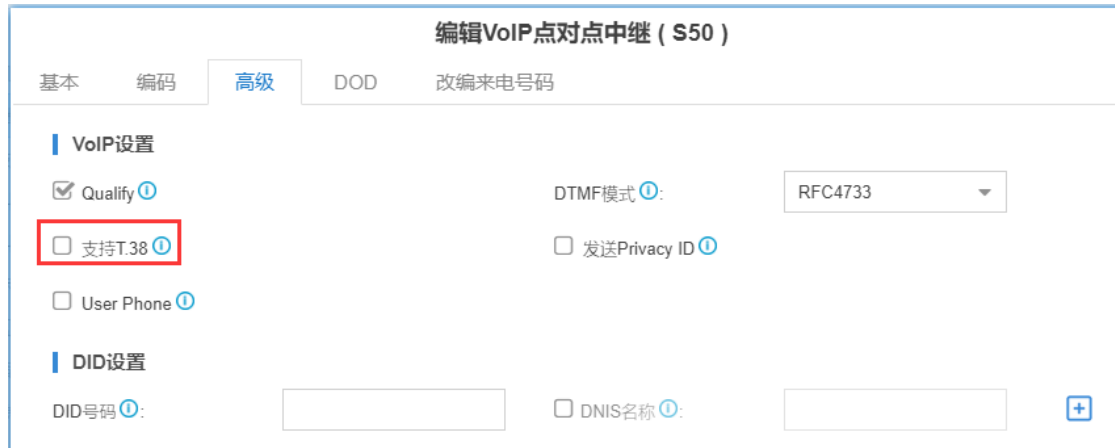 编辑VoIP点对点中继（S50）
基本 编码 高级 DOD 改编来电号码
VoIP设置
Qualify DTMF模式: RFC4733
支持T.38 发送Privacy ID
User Phone
DID设置
DID号码: DNIS名称: